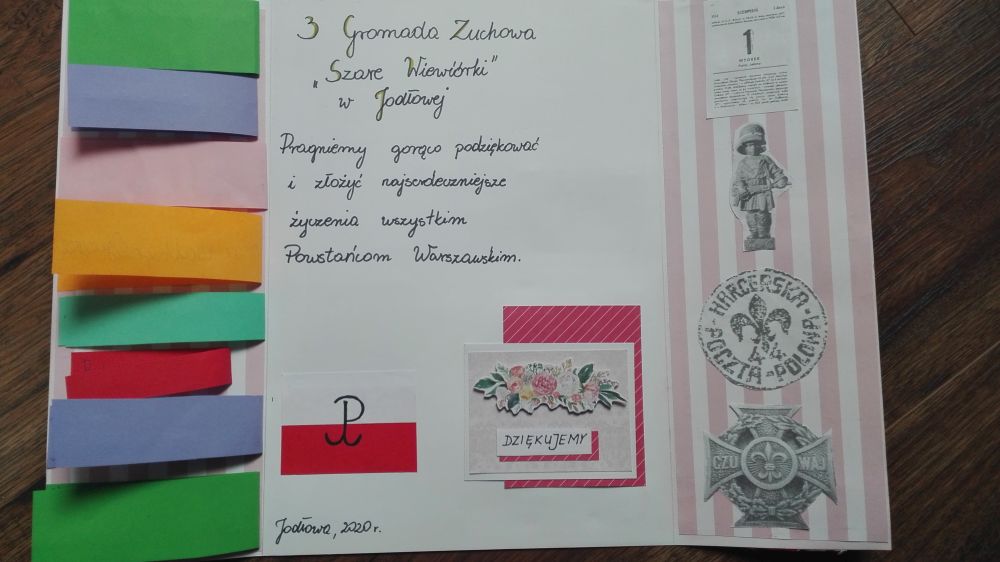 3 Gromada Zuchowa
„Szare Wiewiórki”
w Jodłowej
Pragniemy gorąco podziękować
i złożyć najserdeczniejsze
życzenia wszystkim
Powstańcom Warszawskim.
DZIĘKUJEMY
Jodłowa, 2020 r.
1
WTOREK
HARCERSKA
POCZTA POLOWA
44
CZUWAJ